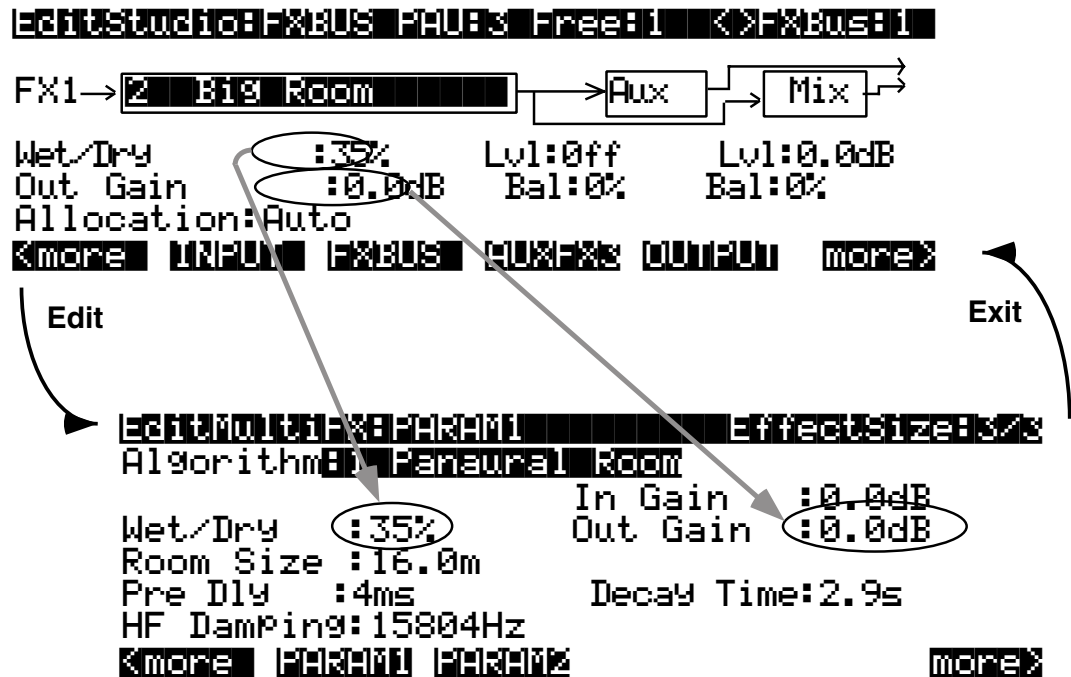 EditStudio:FXBUS PAU:3 Free:1 <>FXBus:1
FX1 2 Big Room Aux Mix
Wet/Dry :35% Lvl:Off Lvl:0.0dB
Out Gain :0.0dB Bal:0% Bal:0%
Allocation:Auto
<more INPUT FXBUS AUXFX3 OUTPUT more>
Edit
Exit
EditMultiFX:PARAM1 EffectSize:3/3
Algorithm:1 Panaural Room
In Gain :0.0dB
Wet/Dry :35% Out Gain :0.0dB
Room Size :16.0m
Pre Dly :4ms Decay Time:2.9s
HF Damping:15804Hz
<more PARAM1 PARAM2 more>